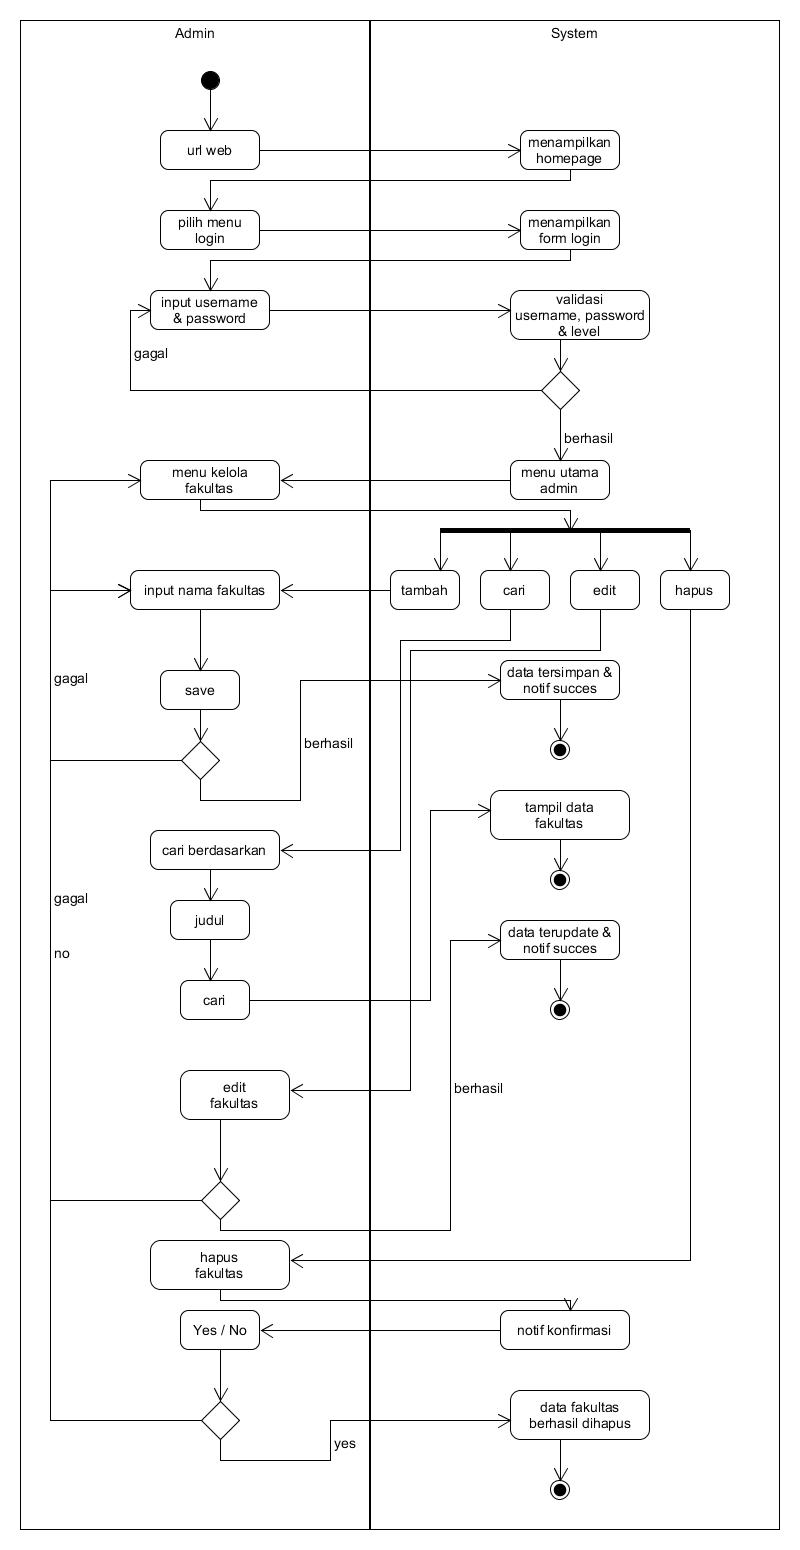 Admin
System
url web
menampilkan
homepage
pilih menu
login
menampilkan
form login
input username
& password
validasi
username, password
& level
gagal
berhasil
menu kelola
fakultas
menu utama
admin
input nama fakultas
tambah
cari
edit
hapus
gagal
save
data tersimpan &
notif succes
berhasil
tampil data
fakultas
cari berdasarkan
gagal
judul
data terupdate &
notif succes
no
cari
edit
fakultas
berhasil
hapus
fakultas
Yes / No
notif konfirmasi
data fakultas
berhasil dihapus
yes